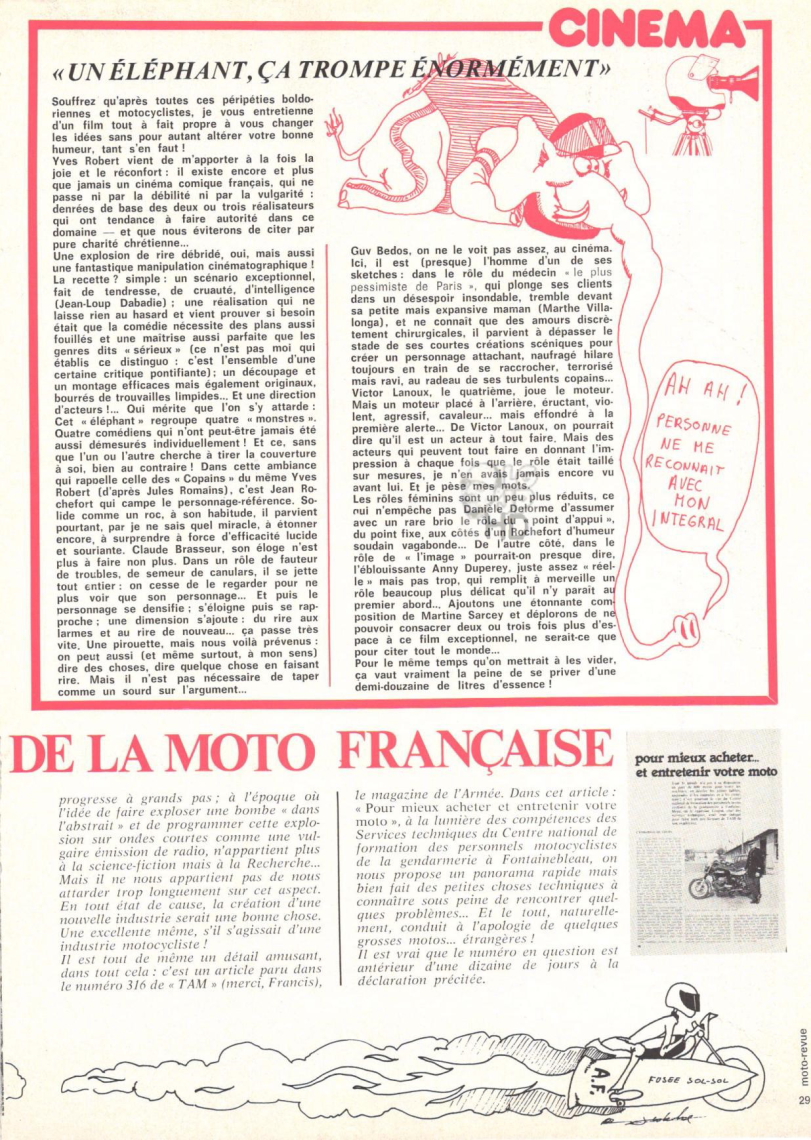 CINEMA
«UN ÉLÉPHANT, ÇA TROMPE ÉNORMÉMENT»
Souffrez qu'après toutes ces péripéties boldo-
riennes et motocyclistes, je vous entretienne
d'un film tout à fait propre à vous changer
les idées sans pour autant altérer votre bonne
humeur, tant s'en faut !
Yves Robert vient de m'apporter à la fois la
joie et le réconfort : il existe encore et plus
que jamais un cinéma comique français, qui ne
passe ni par la débilité ni par la vulgarité :
denrées de base des deux ou trois réalisateurs
qui ont tendance à faire autorité dans ce
domaine — et que nous éviterons de citer par
pure charité chrétienne...
Une explosion de rire débridé, oui, mais aussi
une fantastique manipulation cinématographique !
La recette ? simple : un scénario exceptionnel,
fait de tendresse, de cruauté, d'intelligence
(Jean-Loup Dabadie) ; une réalisation qui ne
laisse rien au hasard et vient prouver si besoin
était que la comédie nécessite des plans aussi
fouillés et une maîtrise aussi parfaite que les
genres dits « sérieux » (ce n'est pas moi qui
établis ce distinguo : c'est l'ensemble d'une
certaine critique pontifiante) ; un découpage et
un montage efficaces mais également originaux,
bourrés de trouvailles limpides... Et une direction
d'acteurs !... Qui mérite que l'on s'y attarde :
Cet « éléphant » regroupe quatre « monstres ».
Quatre comédiens qui n'ont peut-être jamais été
aussi démesurés individuellement ! Et ce, sans
que l'un ou l'autre cherche à tirer la couverture
à soi, bien au contraire ! Dans cette ambiance
qui rapoelle celle des « Copains » du même Yves
Robert (d'après Jules Romains), c'est Jean Ro-
chefort qui campe le personnage-référence. So-
lide comme un roc, à son habitude, il parvient
pourtant, par je ne sais quel miracle, à étonner
encore, à surprendre à force d'efficacité lucide
et souriante. Claude Brasseur, son éloge n'est
plus à faire non plus. Dans un rôle de fauteur
de troubles, de semeur de canulars, il se jette
tout entier : on cesse de le regarder pour ne
plus voir que son personnage... Et puis le
personnage se densifie ; s'éloigne puis se rap-
proche ; une dimension s'ajoute : du rire aux
larmes et au rire de nouveau... ça passe très
vite. Une pirouette, mais nous voilà prévenus :
on peut aussi (et même surtout, à mon sens)
dire des choses, dire quelque chose en faisant
rire. Mais il n'est pas nécessaire de taper
comme un sourd sur l'argument...
Guv Bedos, on ne le voit pas assez, au cinéma.
Ici, il est (presque) l'homme d'un de ses
sketches : dans le rôle du médecin « le plus
pessimiste de Paris », qui plonge ses clients
dans un désespoir insondable, tremble devant
sa petite mais expansive maman (Marthe Villa-
longa), et ne connait que des amours discrè-
tement chirurgicales, il parvient à dépasser le
stade de ses courtes créations scéniques pour
créer un personnage attachant, naufragé hilare
toujours en train de se raccrocher, terrorisé
mais ravi, au radeau de ses turbulents copains...
Victor Lanoux, le quatrième, joue le moteur.
Mais un moteur placé à l'arrière, éructant, vio-
lent, agressif, cavaleur... mais effondré à la
première alerte... De Victor Lanoux, on pourrait
dire qu'il est un acteur à tout faire. Mais des
acteurs qui peuvent tout faire en donnant l'im-
pression à chaque fois que le rôle était taillé
sur mesures, je n'en avais jamais encore vu
avant lui. Et je pèse mes mots.
Les rôles féminins sont un peu plus réduits, ce
nui n'empêche pas Danièle Delorme d'assumer
avec un rare brio le rôle du « point d'appui »,
du point fixe, aux côtés d'un Rochefort d'humeur
soudain vagabonde... De l'autre côté, dans le
rôle de « l'image » pourrait-on presque dire,
l'éblouissante Anny Duperey, juste assez « réel-
le » mais pas trop, qui remplit à merveille un
rôle beaucoup plus délicat qu'il n'y parait au
premier abord... Ajoutons une étonnante com-
position de Martine Sarcey et déplorons de ne
pouvoir consacrer deux ou trois fois plus d'es-
pace à ce film exceptionnel, ne serait-ce que
pour citer tout le monde...
Pour le même temps qu'on mettrait à les vider,
ça vaut vraiment la peine de se priver d'une
demi-douzaine de litres d'essence !
AH AH !
PERSONNE
NE ME
RECONNAIT
AVEC
MON
INTEGRAL
DE LA MOTO FRANÇAISE
progresse à grands pas ; à l'époque où
l'idée de faire exploser une bombe « dans
l'abstrait » et de programmer cette explo-
sion sur ondes courtes comme une vul-
gaire émission de radio, n'appartient plus
à la science-fiction mais à la Recherche...
Mais il ne nous appartient pas de nous
attarder trop longuement sur cet aspect.
En tout état de cause, la création d'une
nouvelle industrie serait une bonne chose.
Une excellente même, s'il s'agissait d'une
industrie motocycliste !
Il est tout de même un détail amusant,
dans tout cela : c'est un article paru dans
le numéro 316 de « TAM » (merci, Francis),
le magazine de l'Armée. Dans cet article :
« Pour mieux acheter et entretenir votre
moto », à la lumière des compétences des
Services techniques du Centre national de
formation des personnels motocyclistes
de la gendarmerie à Fontainebleau, on
nous propose un panorama rapide mais
bien fait des petites choses techniques à
connaître sous peine de rencontrer quel-
ques problèmes... Et le tout, naturelle-
ment, conduit à l'apologie de quelques
grosses motos... étrangères !
Il est vrai que le numéro en question est
antérieur d'une dizaine de jours à la
déclaration précitée.
pour mieux acheter...
et entretenir votre moto
A.F.
FOSEE SOL-SOL
moto-revue
29